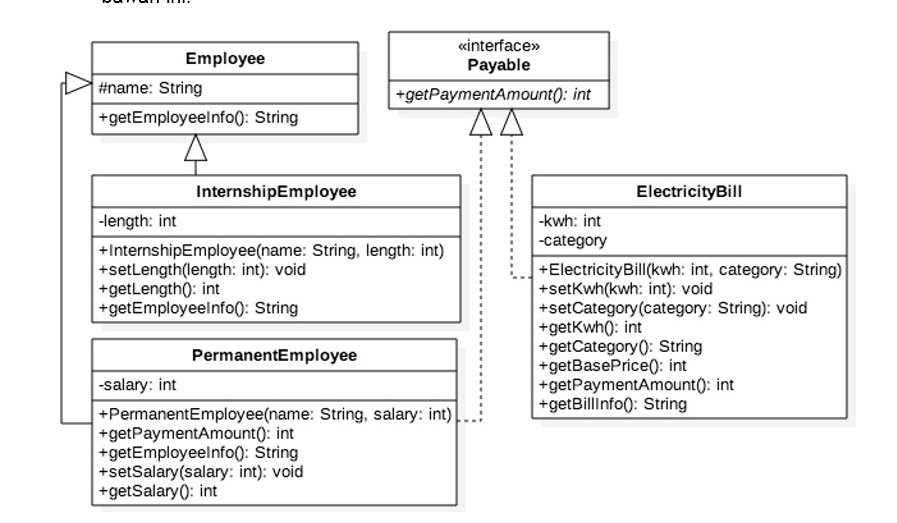 bawah ini.
Employee
#name: String
+getEmployeeInfo(): String
«interface»
Payable
+getPaymentAmount(): int
InternshipEmployee
-length: int
+InternshipEmployee(name: String, length: int)
+setLength(length: int): void
+getLength(): int
+getEmployeeInfo(): String
ElectricityBill
-kwh: int
-category
+ElectricityBill(kwh: int, category: String)
+setKwh(kwh: int): void
+setCategory(category: String): void
+getKwh(): int
+getCategory(): String
+getBasePrice(): int
+getPaymentAmount(): int
+getBillInfo(): String
PermanentEmployee
-salary: int
+PermanentEmployee(name: String, salary: int)
+getPaymentAmount(): int
+getEmployeeInfo(): String
+setSalary(salary: int): void
+getSalary(): int